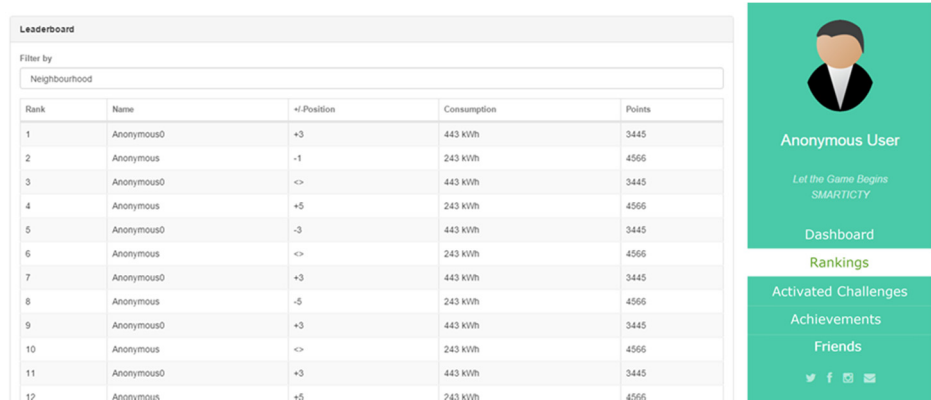 Leaderboard
Filter by
Neighbourhood
Rank Name +/-Position Consumption Points
1 Anonymous0 +3 443 kWh 3445
2 Anonymous -1 243 kWh 4566
3 Anonymous0 <> 443 kWh 3445
4 Anonymous +5 243 kWh 4566
5 Anonymous0 -3 443 kWh 3445
6 Anonymous <> 243 kWh 4566
7 Anonymous0 +3 443 kWh 3445
8 Anonymous -5 243 kWh 4566
9 Anonymous0 +3 443 kWh 3445
10 Anonymous <> 243 kWh 4566
11 Anonymous0 +3 443 kWh 3445
12 Anonymous +5 243 kWh 4566
Anonymous User
Let the Game Begins
SMARTICTY
Dashboard
Rankings
Activated Challenges
Achievements
Friends